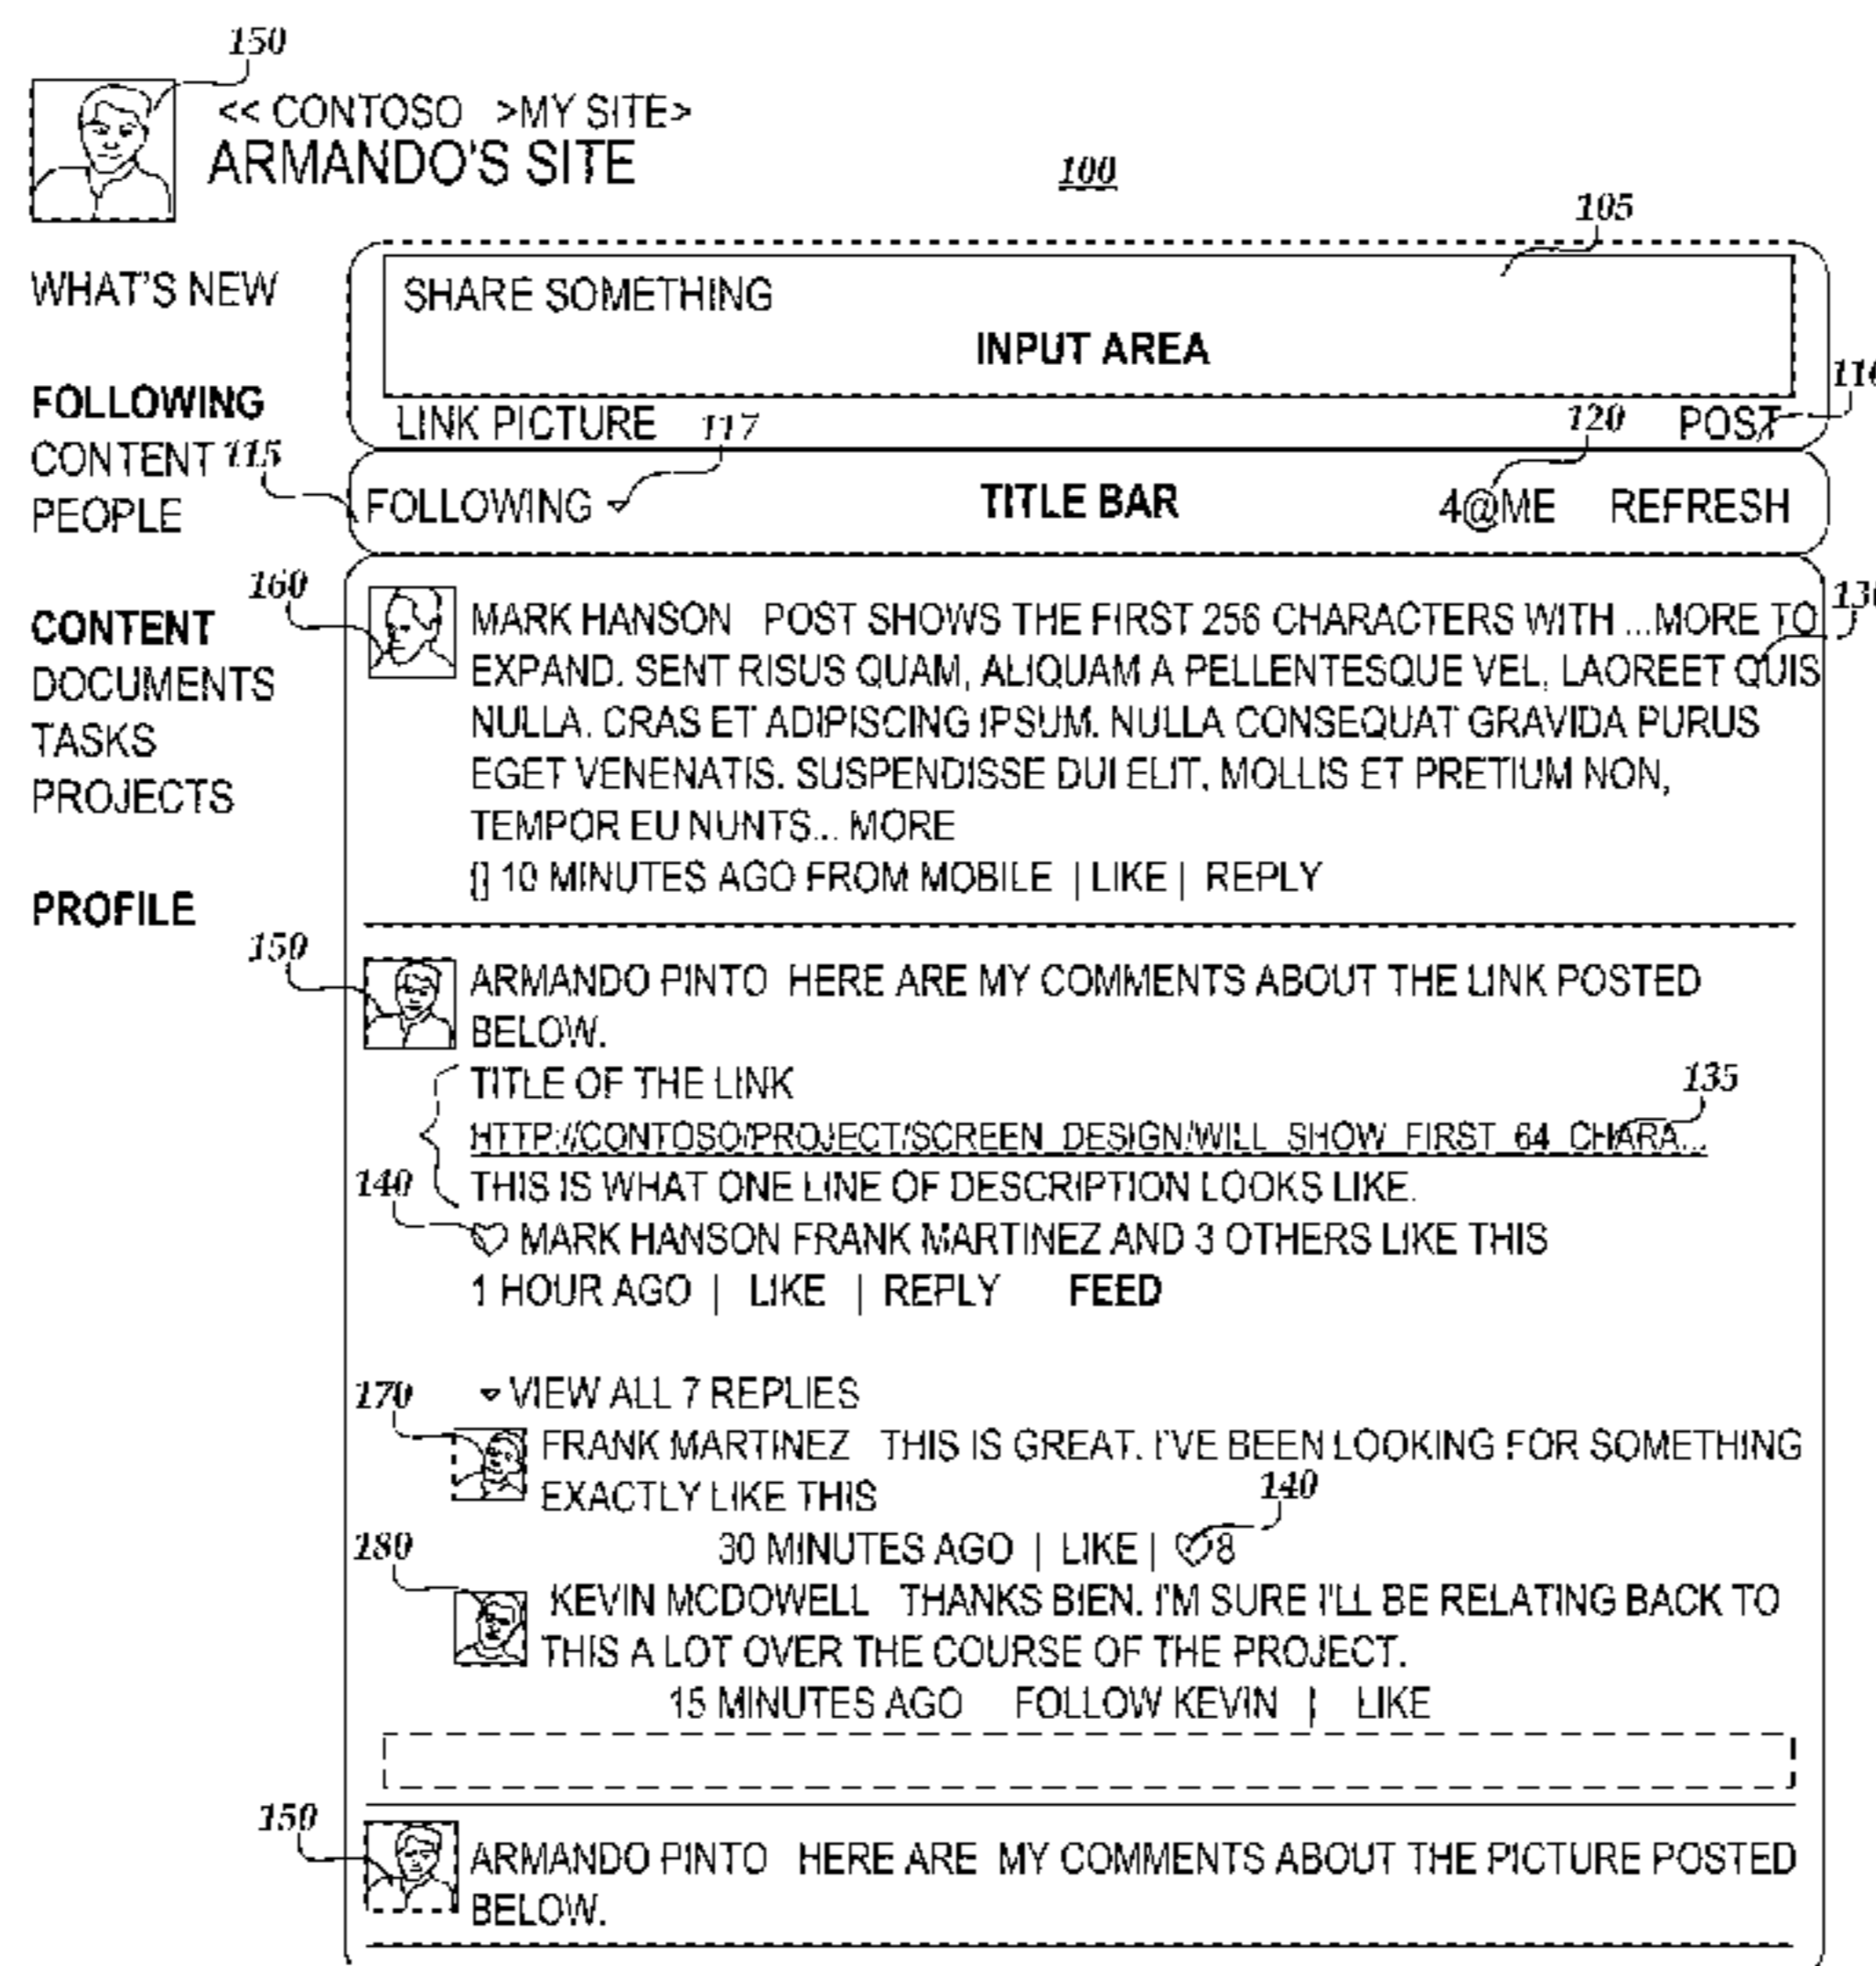 150
<< CONTOSO >MY SITE>
ARMANDO'S SITE
100
105
WHAT'S NEW
SHARE SOMETHING
INPUT AREA
FOLLOWING
LINK PICTURE
117
120
POST
CONTENT
115
PEOPLE
FOLLOWING
TITLE BAR
4@ME
REFRESH
160
CONTENT
DOCUMENTS
TASKS
PROJECTS
PROFILE
MARK HANSON POST SHOWS THE FIRST 256 CHARACTERS WITH ...MORE TO
EXPAND. SENT RISUS QUAM, ALIQUAM A PELLENTESQUE VEL, LAOREET QUIS
NULLA. CRAS ET ADIPISCING IPSUM. NULLA CONSEQUAT GRAVIDA PURUS
EGET VENENATIS. SUSPENDISSE DUI ELIT, MOLLIS ET PRETIUM NON,
TEMPOR EU NUNTS... MORE
[] 10 MINUTES AGO FROM MOBILE | LIKE | REPLY
150
ARMANDO PINTO HERE ARE MY COMMENTS ABOUT THE LINK POSTED
BELOW.
TITLE OF THE LINK
135
HTTP://CONTOSO/PROJECT/SCREEN_DESIGN/WILL_SHOW_FIRST_64_CHARA...
140
THIS IS WHAT ONE LINE OF DESCRIPTION LOOKS LIKE.
MARK HANSON FRANK MARTINEZ AND 3 OTHERS LIKE THIS
1 HOUR AGO | LIKE | REPLY FEED
170
VIEW ALL 7 REPLIES
FRANK MARTINEZ THIS IS GREAT. I'VE BEEN LOOKING FOR SOMETHING
EXACTLY LIKE THIS
140
30 MINUTES AGO | LIKE | 8
180
KEVIN MCDOWELL THANKS BIEN. I'M SURE I'LL BE RELATING BACK TO
THIS A LOT OVER THE COURSE OF THE PROJECT.
15 MINUTES AGO FOLLOW KEVIN | LIKE
150
ARMANDO PINTO HERE ARE MY COMMENTS ABOUT THE PICTURE POSTED
BELOW.